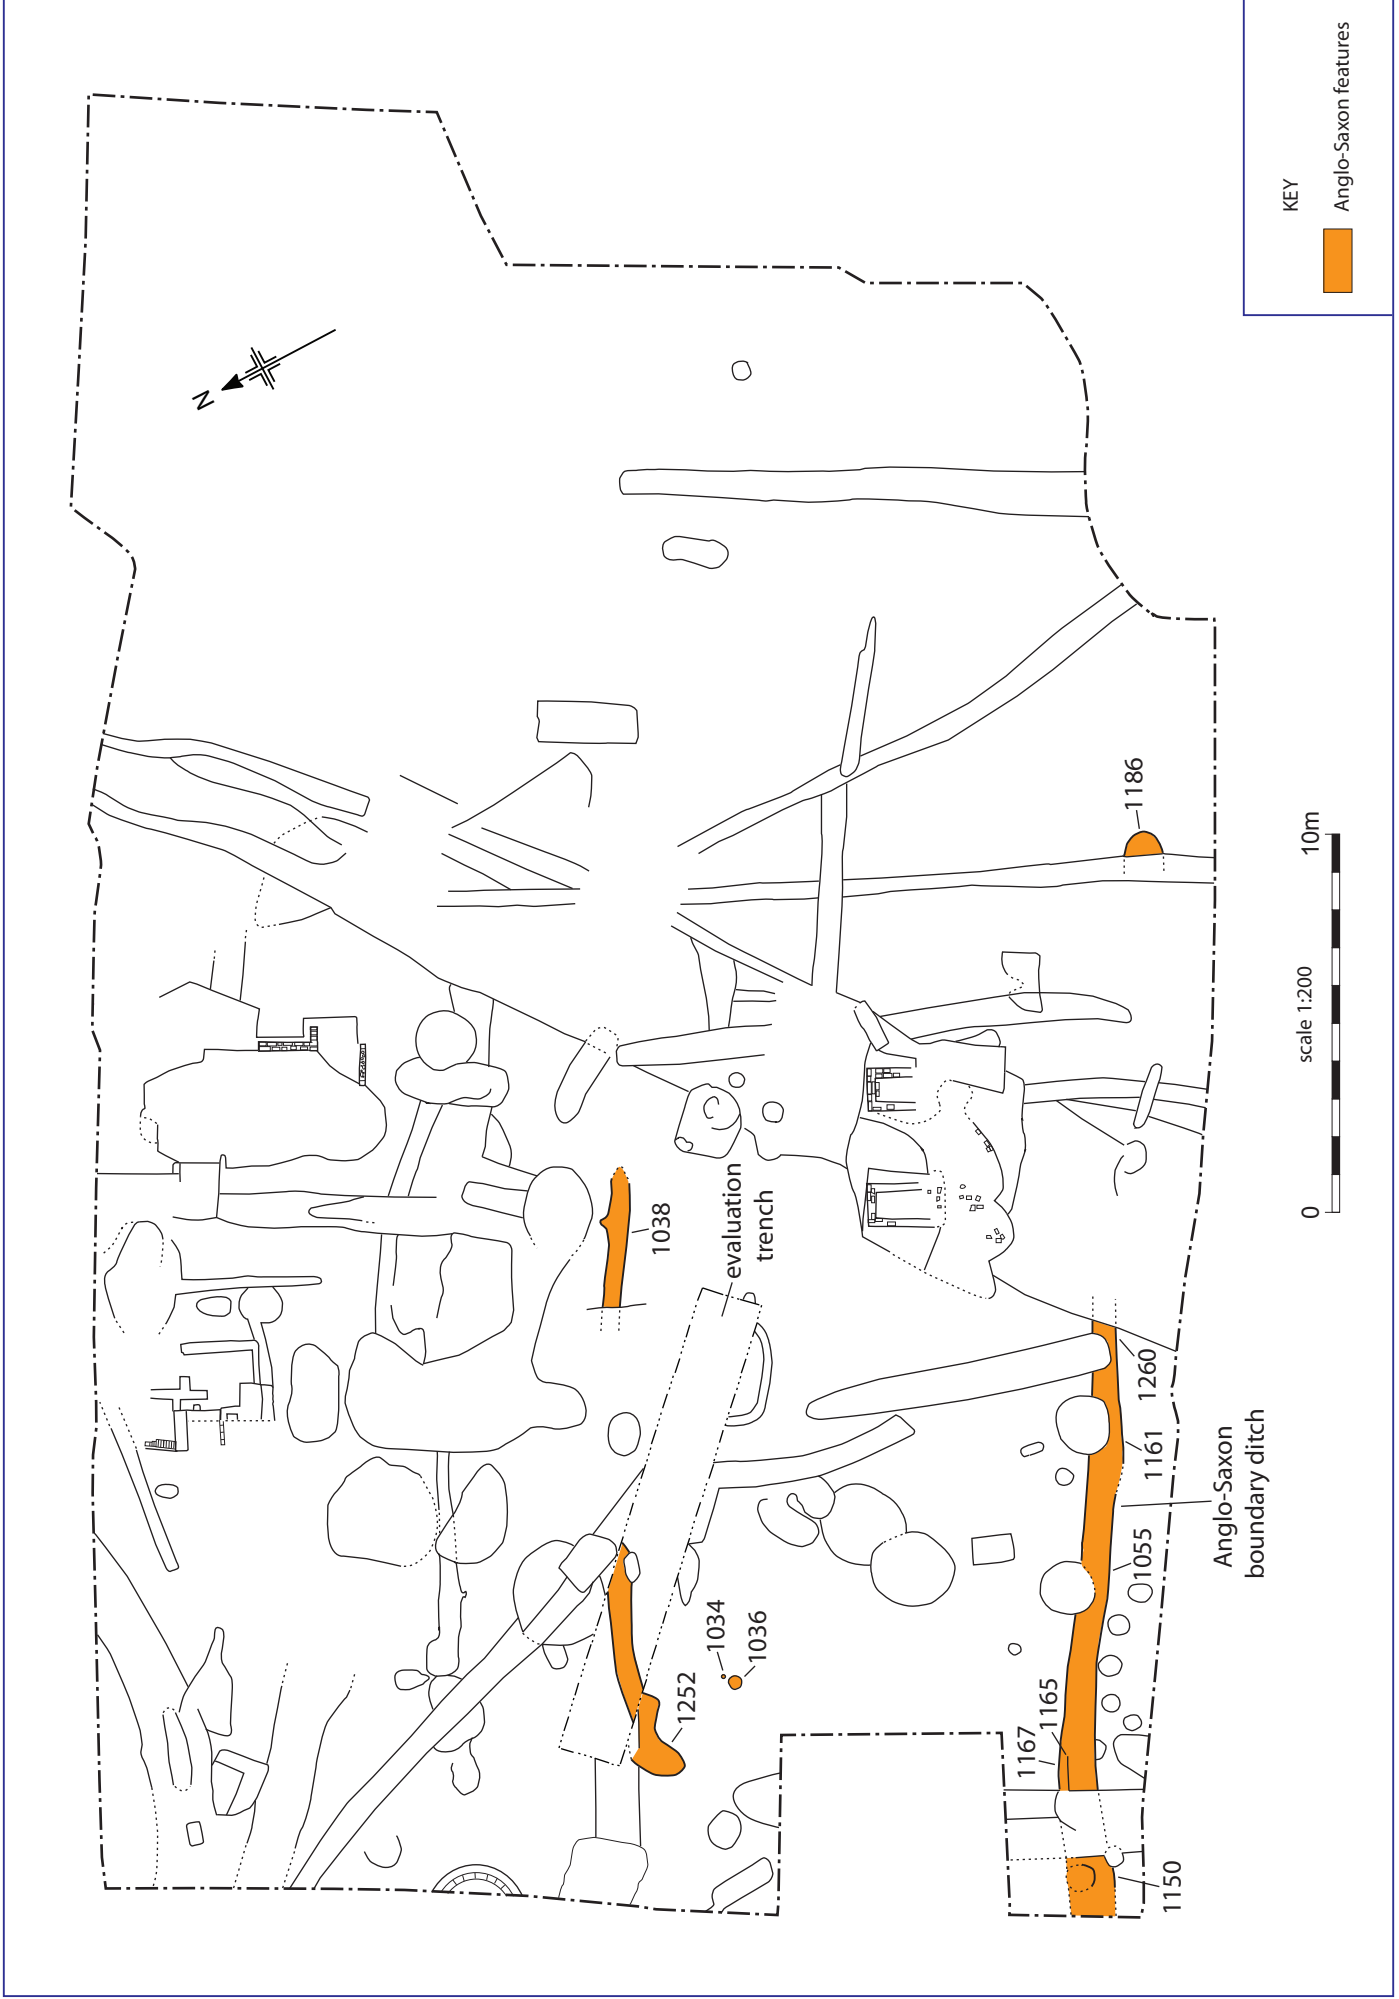 N
1186
1038
evaluation
trench
1034
1036
1252
1260
1161
Anglo-Saxon
boundary ditch
1055
1165
1167
1150
0
scale 1:200
10m
KEY
Anglo-Saxon features